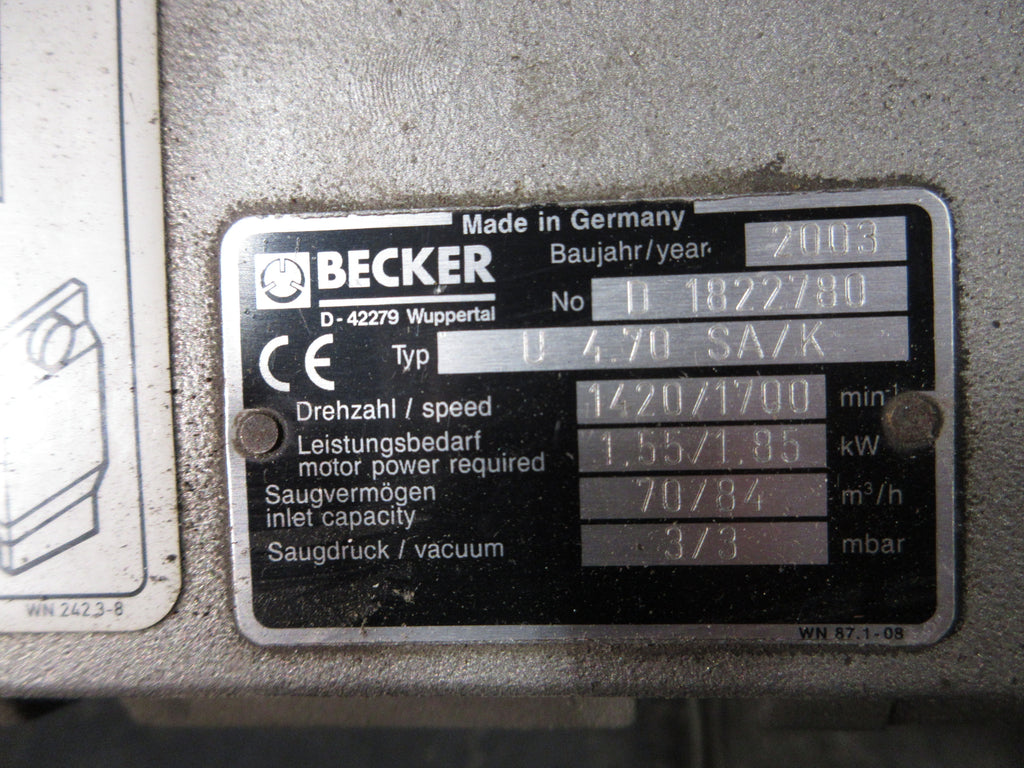 Made in Germany
BECKER
D-42279 Wuppertal
Baujahr/year 2003
No D 1822780
CE Typ U 4.70 SA/K
Drehzahl / speed 1420/1700 min-1
Leistungsbedarf
motor power required 1,55/1,85 kW
Saugvermögen
inlet capacity 70/84 m³/h
Saugdruck / vacuum 3/3 mbar
WN 87.1-08
WN 242.3-8